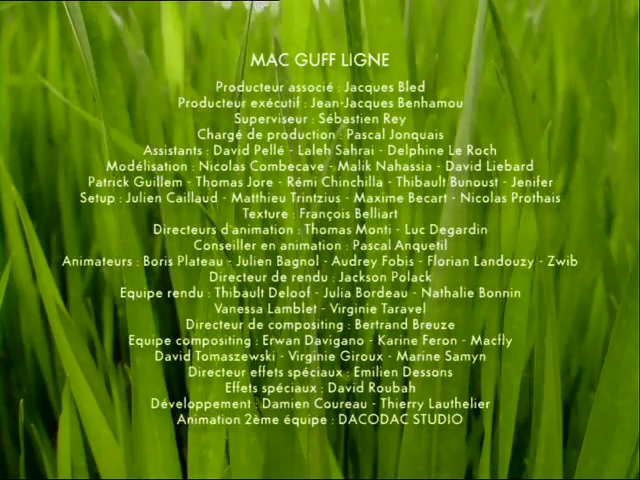 MAC GUFF LIGNE
Producteur associé : Jacques Bled
Producteur exécutif : Jean-Jacques Benhamou
Superviseur : Sébastien Rey
Chargé de production : Pascal Jonquais
Assistants : David Pellé - Laleh Sahrai - Delphine Le Roch
Modélisation : Nicolas Combecave - Malik Nahassia - David Liebard
Patrick Guillem - Thomas Jore - Rémi Chinchilla - Thibault Bunoust - Jenifer
Setup : Julien Caillaud - Matthieu Trintzius - Maxime Becart - Nicolas Prothais
Texture : François Belliart
Directeurs d'animation : Thomas Monti - Luc Degardin
Conseiller en animation : Pascal Anquetil
Animateurs : Boris Plateau - Julien Bagnol - Audrey Fobis - Florian Landouzy - Zwib
Directeur de rendu : Jackson Polack
Equipe rendu : Thibault Deloof - Julia Bordeau - Nathalie Bonnin
Vanessa Lamblet - Virginie Taravel
Directeur de compositing : Bertrand Breuze
Equipe compositing : Erwan Davigano - Karine Feron - Macfly
David Tomaszewski - Virginie Giroux - Marine Samyn
Directeur effets spéciaux : Emilien Dessons
Effets spéciaux : David Roubah
Développement : Damien Coureau - Thierry Lauthelier
Animation 2ème équipe : DACODAC STUDIO